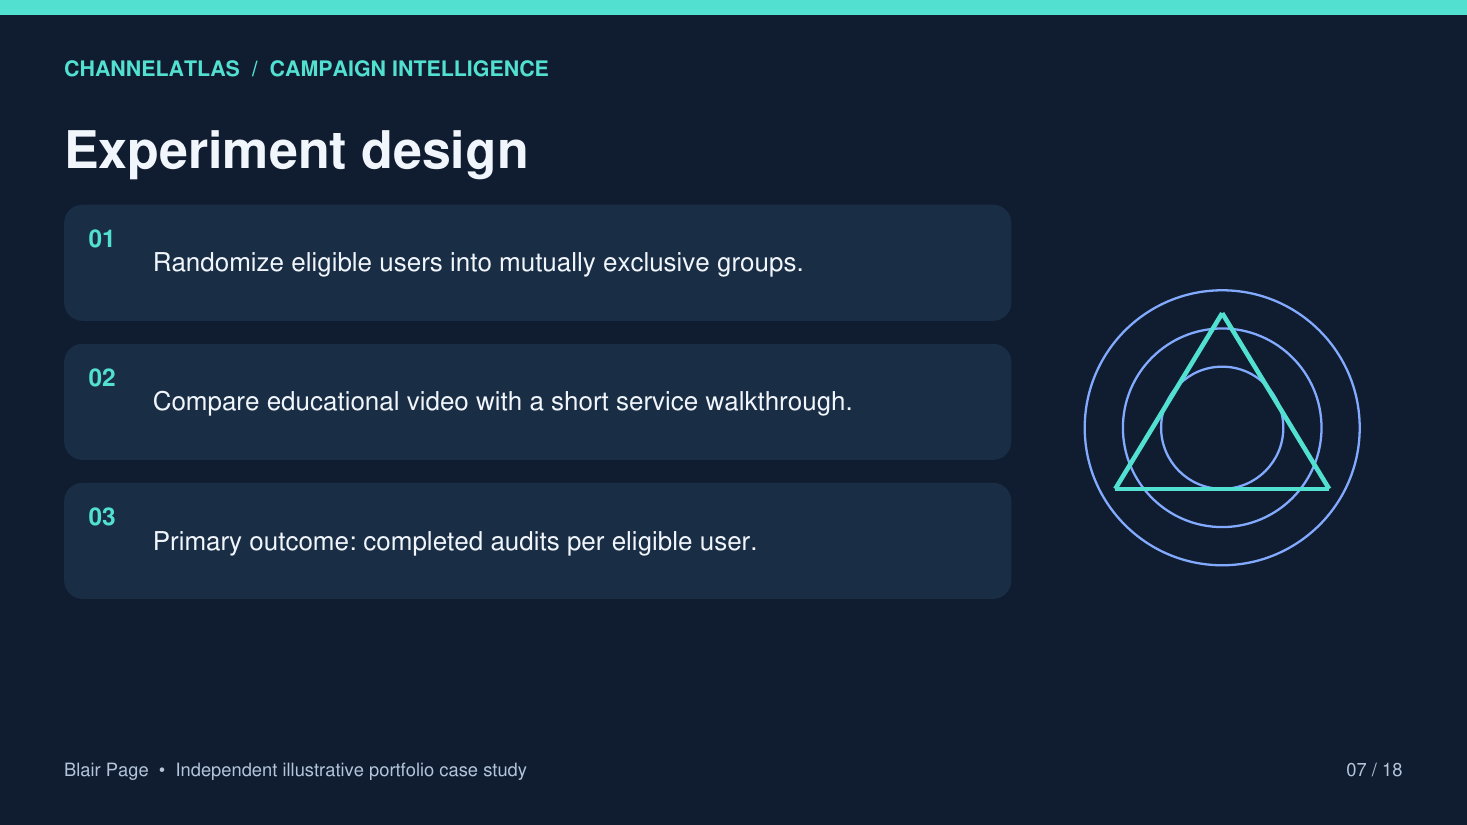 CHANNELATLAS / CAMPAIGN INTELLIGENCE
Experiment design
01
Randomize eligible users into mutually exclusive groups.
02
Compare educational video with a short service walkthrough.
03
Primary outcome: completed audits per eligible user.
Blair Page • Independent illustrative portfolio case study
07 / 18